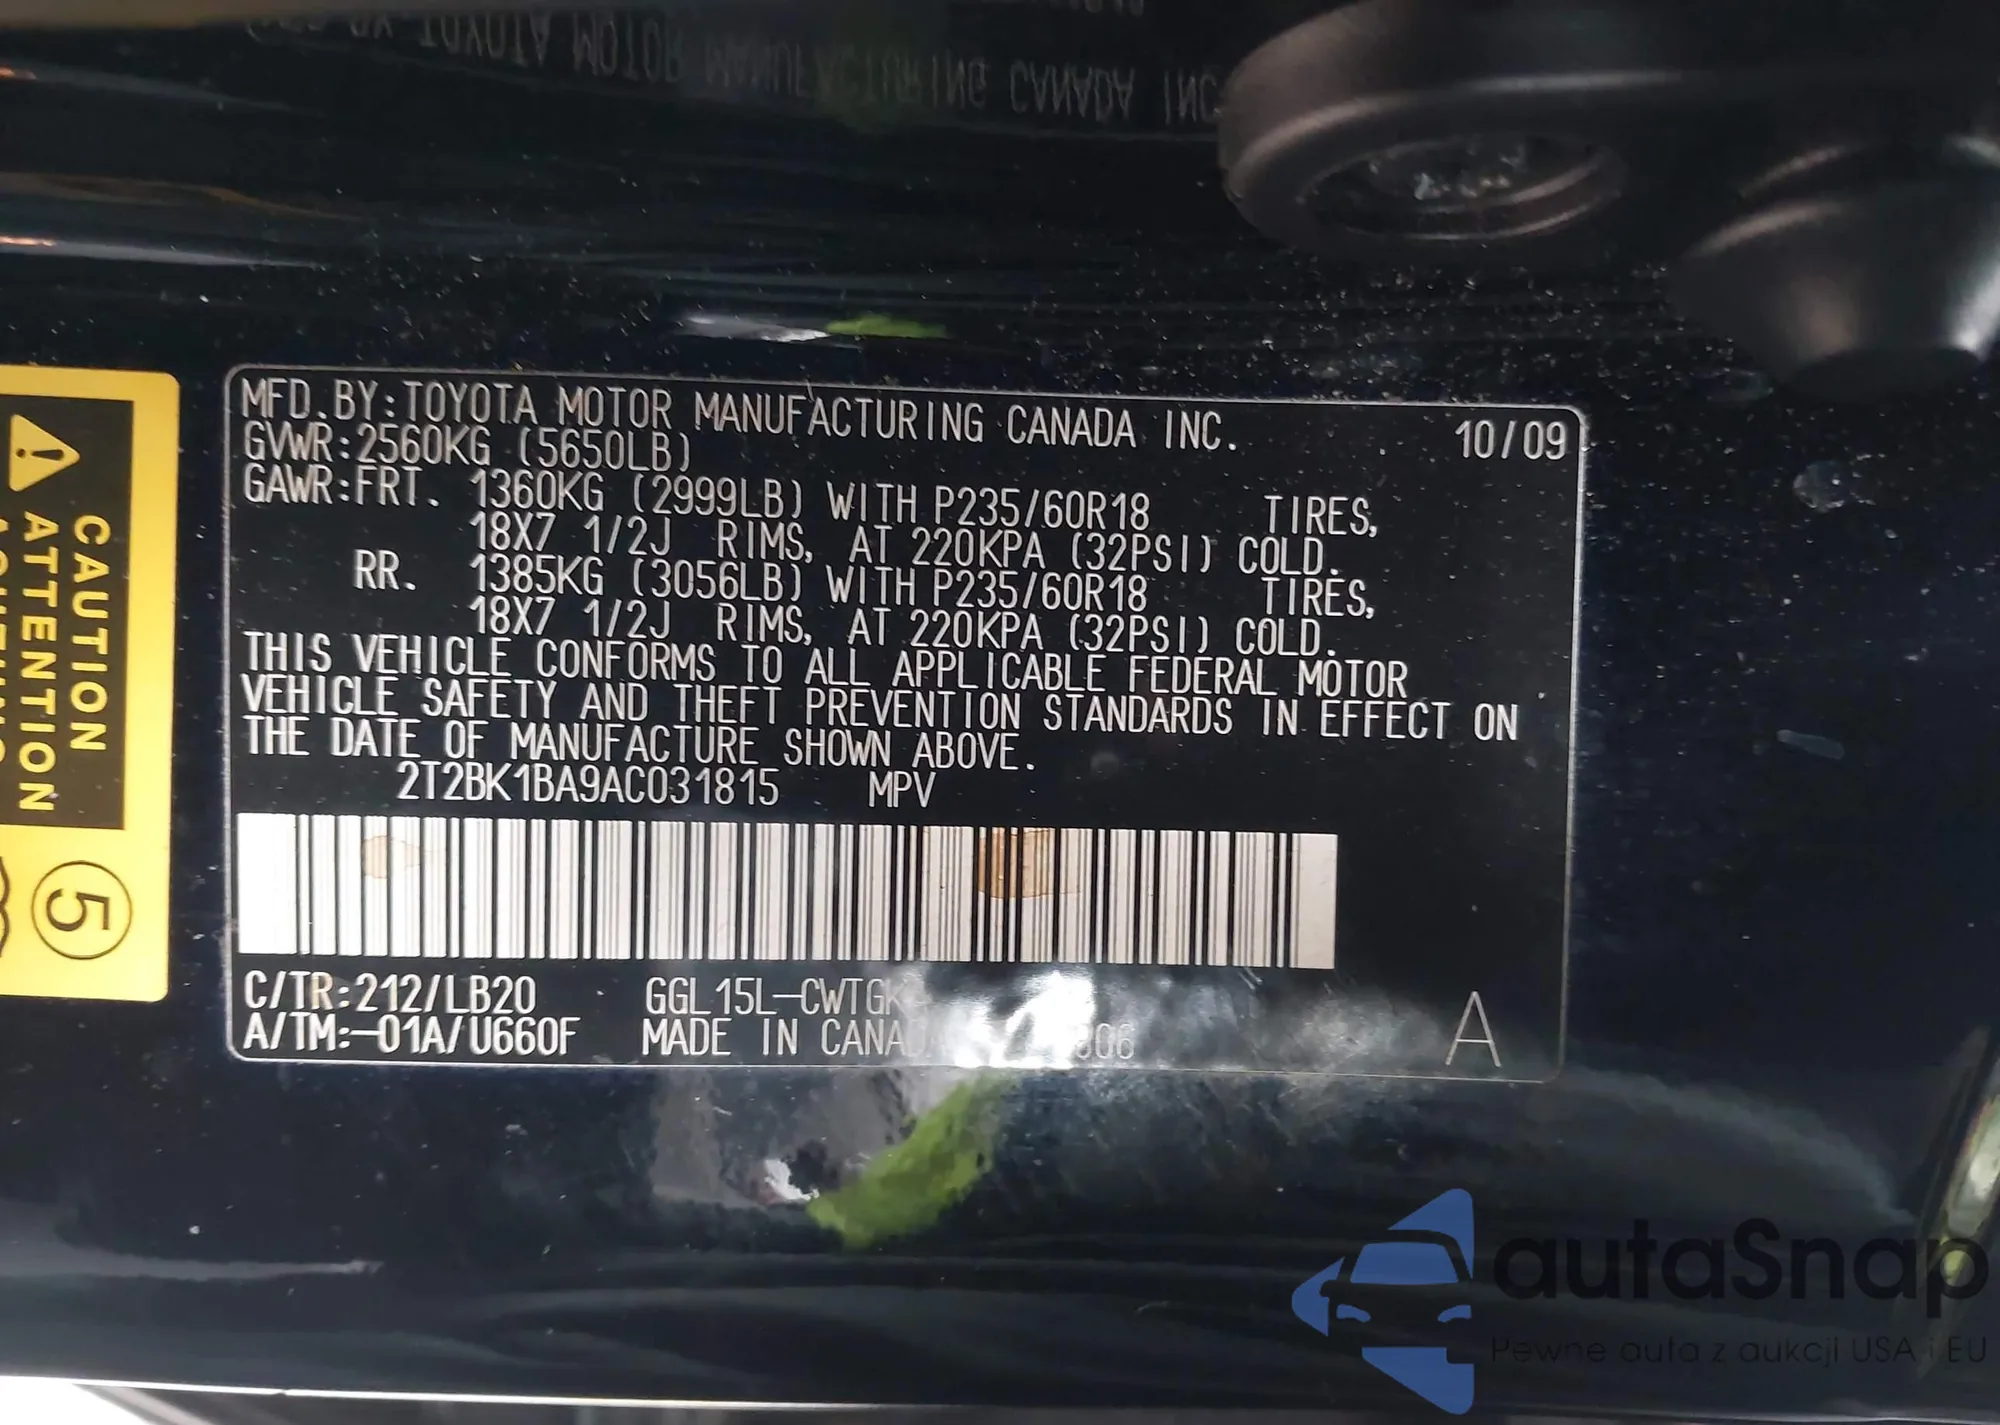 MFD.BY:TOYOTA MOTOR MANUFACTURING CANADA INC. 10/09
GVWR:2560KG (5650LB)
GAWR:FRT. 1360KG (2999LB) WITH P235/60R18 TIRES,
18X7 1/2J RIMS, AT 220KPA (32PSI) COLD.
RR. 1385KG (3056LB) WITH P235/60R18 TIRES,
18X7 1/2J RIMS, AT 220KPA (32PSI) COLD.
THIS VEHICLE CONFORMS TO ALL APPLICABLE FEDERAL MOTOR
VEHICLE SAFETY AND THEFT PREVENTION STANDARDS IN EFFECT ON
THE DATE OF MANUFACTURE SHOWN ABOVE.
2T2BK1BA9AC031815 MPV
C/TR:212/LB20 GGL15L-CWTGK
A/TM:-01A/U660F MADE IN CANADA A
CAUTION
ATTENTION
5
autaSnap
Pewne auta z aukcji USA i EU